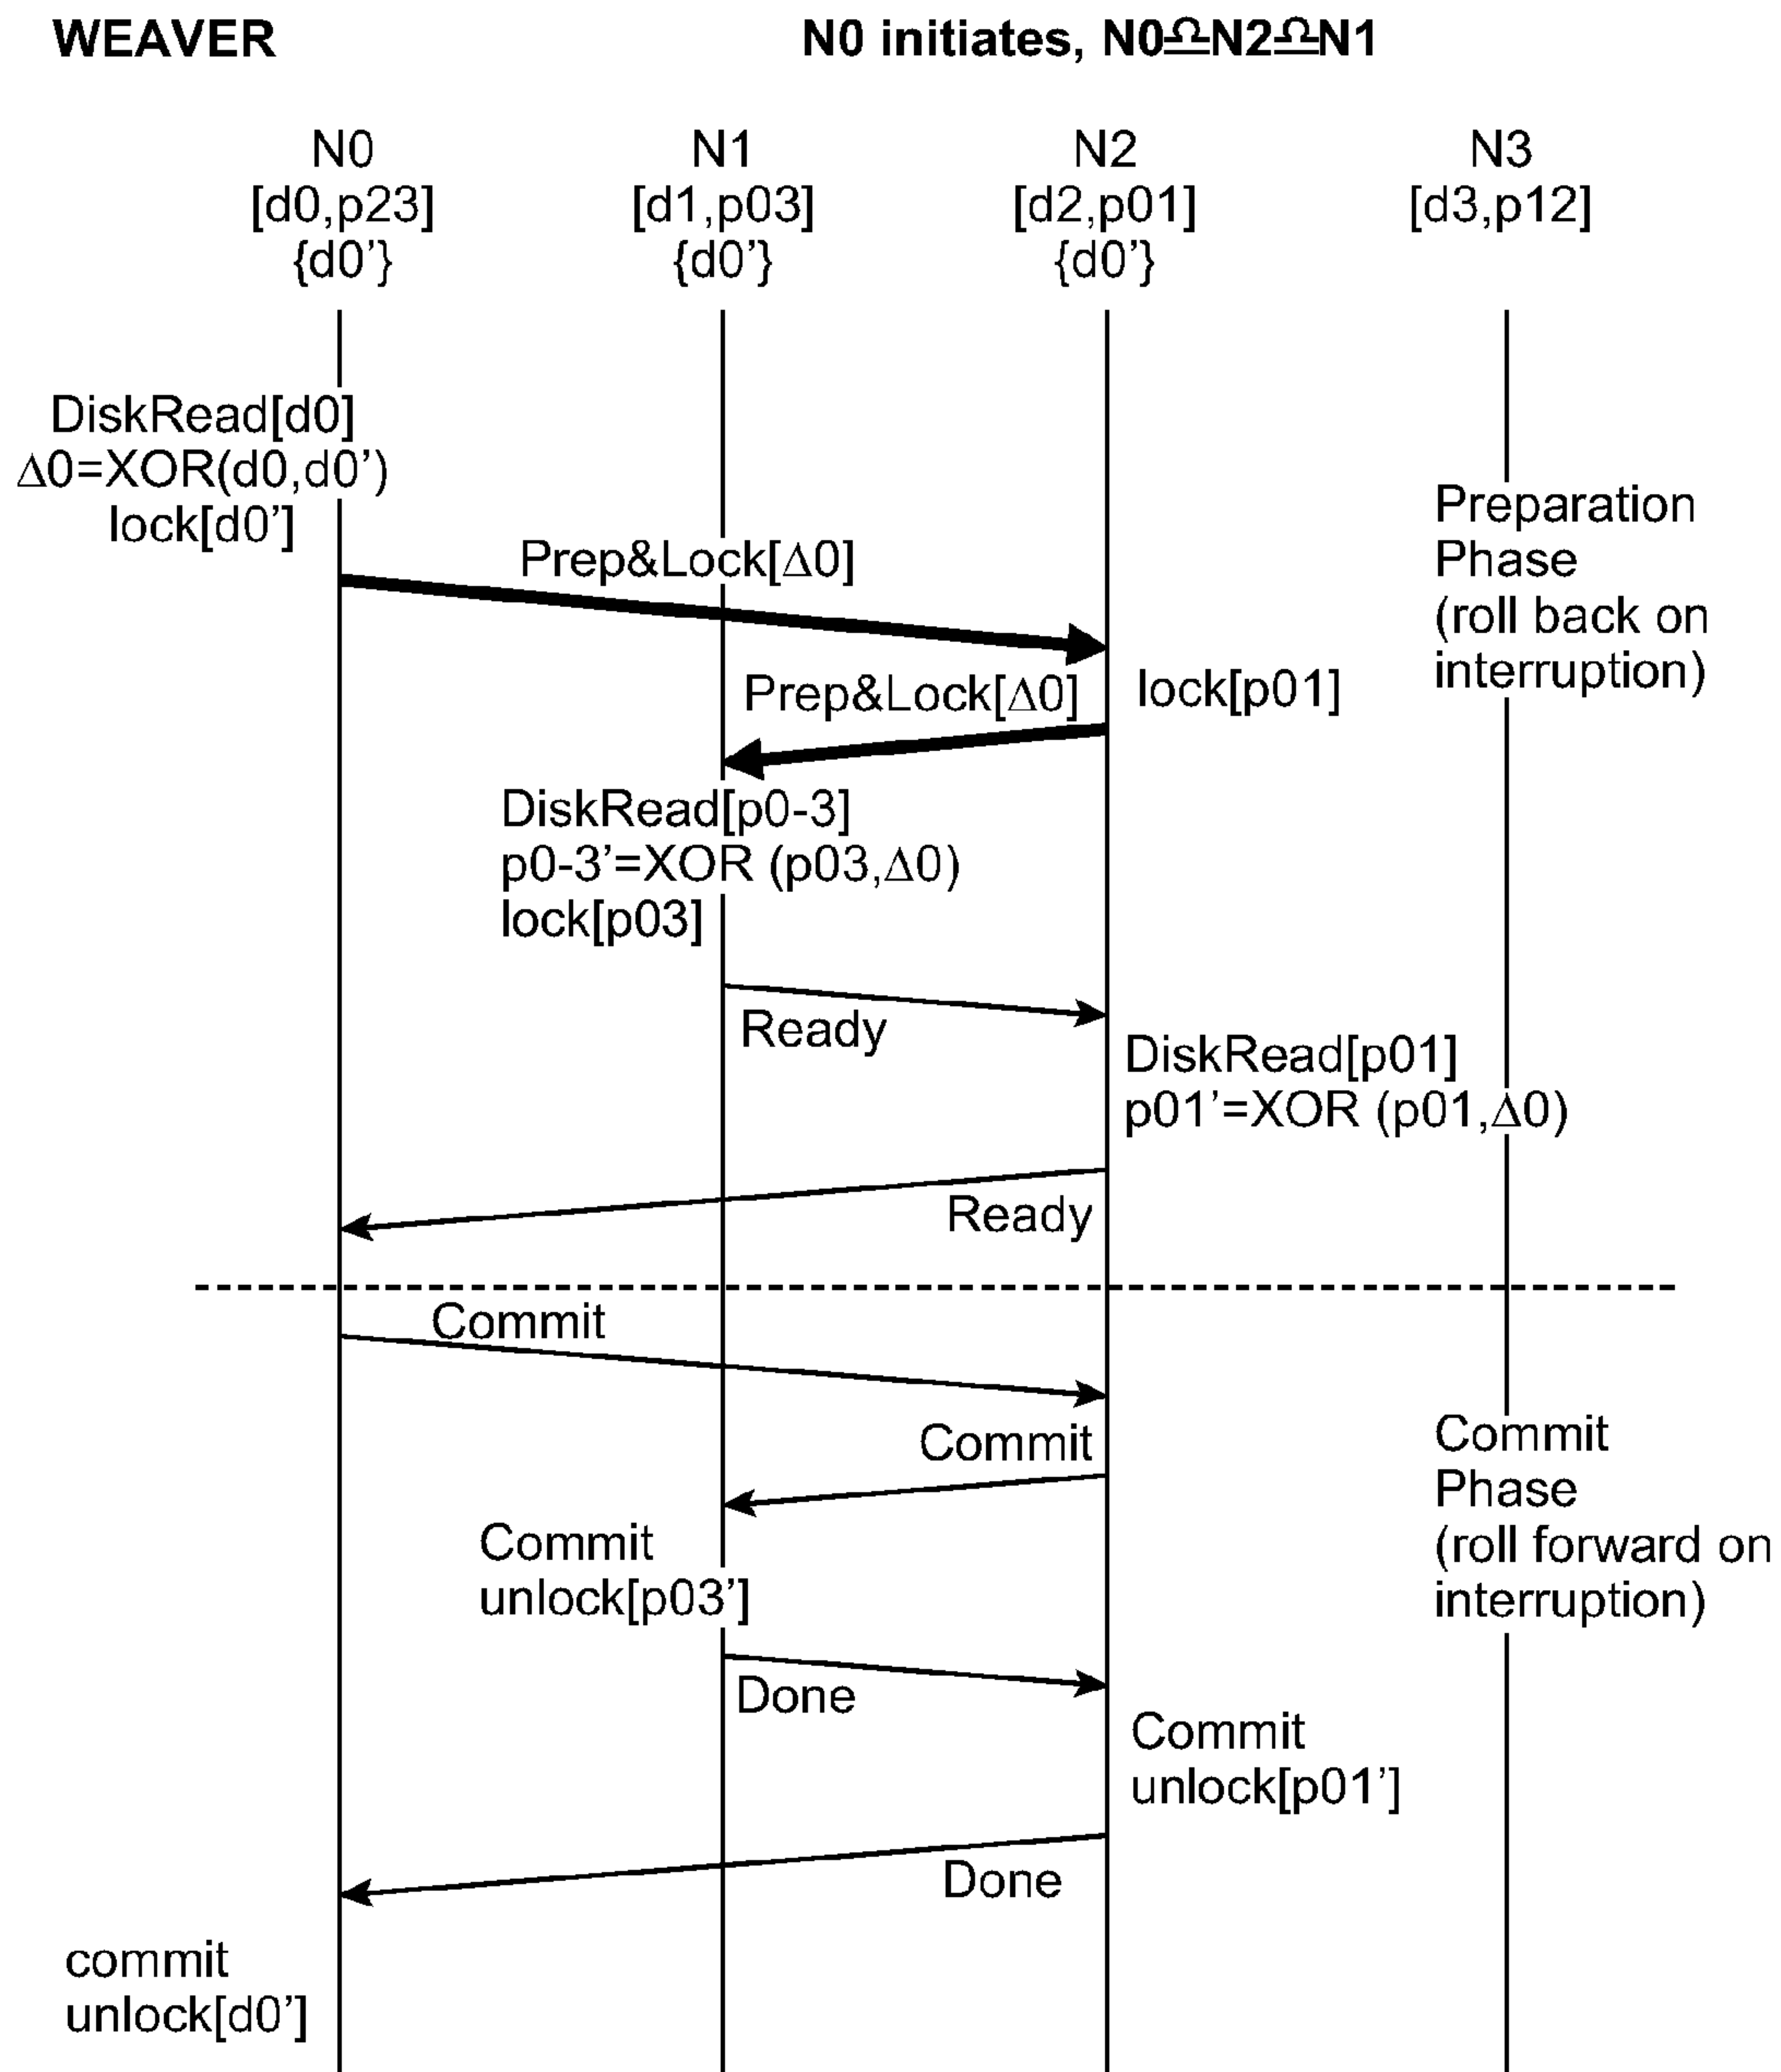 WEAVER
N0 initiates, N0♎N2♎N1
N0
[d0,p23]
{d0’}
N1
[d1,p03]
{d0’}
N2
[d2,p01]
{d0’}
N3
[d3,p12]
DiskRead[d0]
Δ0=XOR(d0,d0’)
lock[d0’]
Preparation
Phase
(roll back on
interruption)
Prep&Lock[Δ0]
Prep&Lock[Δ0]
lock[p01]
DiskRead[p0-3]
p0-3’=XOR (p03,Δ0)
lock[p03]
Ready
DiskRead[p01]
p01’=XOR (p01,Δ0)
Ready
Commit
Commit
Commit
Phase
(roll forward on
interruption)
Commit
unlock[p03’]
Done
Commit
unlock[p01’]
Done
commit
unlock[d0’]